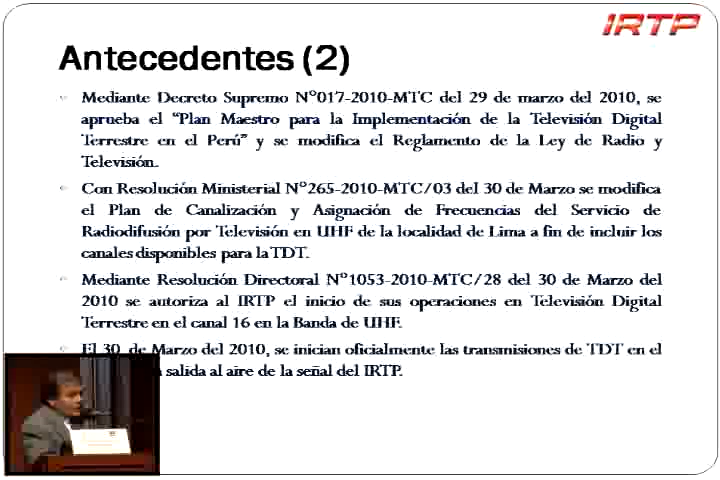 IRTP
Antecedentes (2)
Mediante Decreto Supremo N°017-2010-MTC del 29 de marzo del 2010, se
aprueba el “Plan Maestro para la Implementación de la Televisión Digital
Terrestre en el Perú” y se modifica el Reglamento de la Ley de Radio y
Televisión.
Con Resolución Ministerial N°265-2010-MTC/03 del 30 de Marzo se modifica
el Plan de Canalización y Asignación de Frecuencias del Servicio de
Radiodifusión por Televisión en UHF de la localidad de Lima a fin de incluir los
canales disponibles para la TDT.
Mediante Resolución Directoral N°1053-2010-MTC/28 del 30 de Marzo del
2010 se autoriza al IRTP el inicio de sus operaciones en Televisión Digital
Terrestre en el canal 16 en la Banda de UHF.
El 30 de Marzo del 2010, se inician oficialmente las transmisiones de TDT en el
salida al aire de la señal del IRTP.